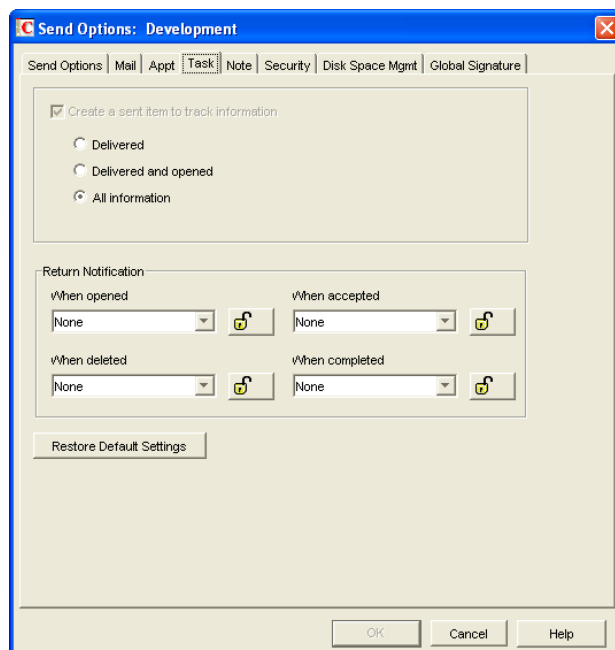 Send Options: Development
Send Options Mail Appt Task Note Security Disk Space Mgmt Global Signature
Create a sent item to track information
Delivered
Delivered and opened
All information
Return Notification
When opened When accepted
None None
When deleted When completed
None None
Restore Default Settings
OK Cancel Help